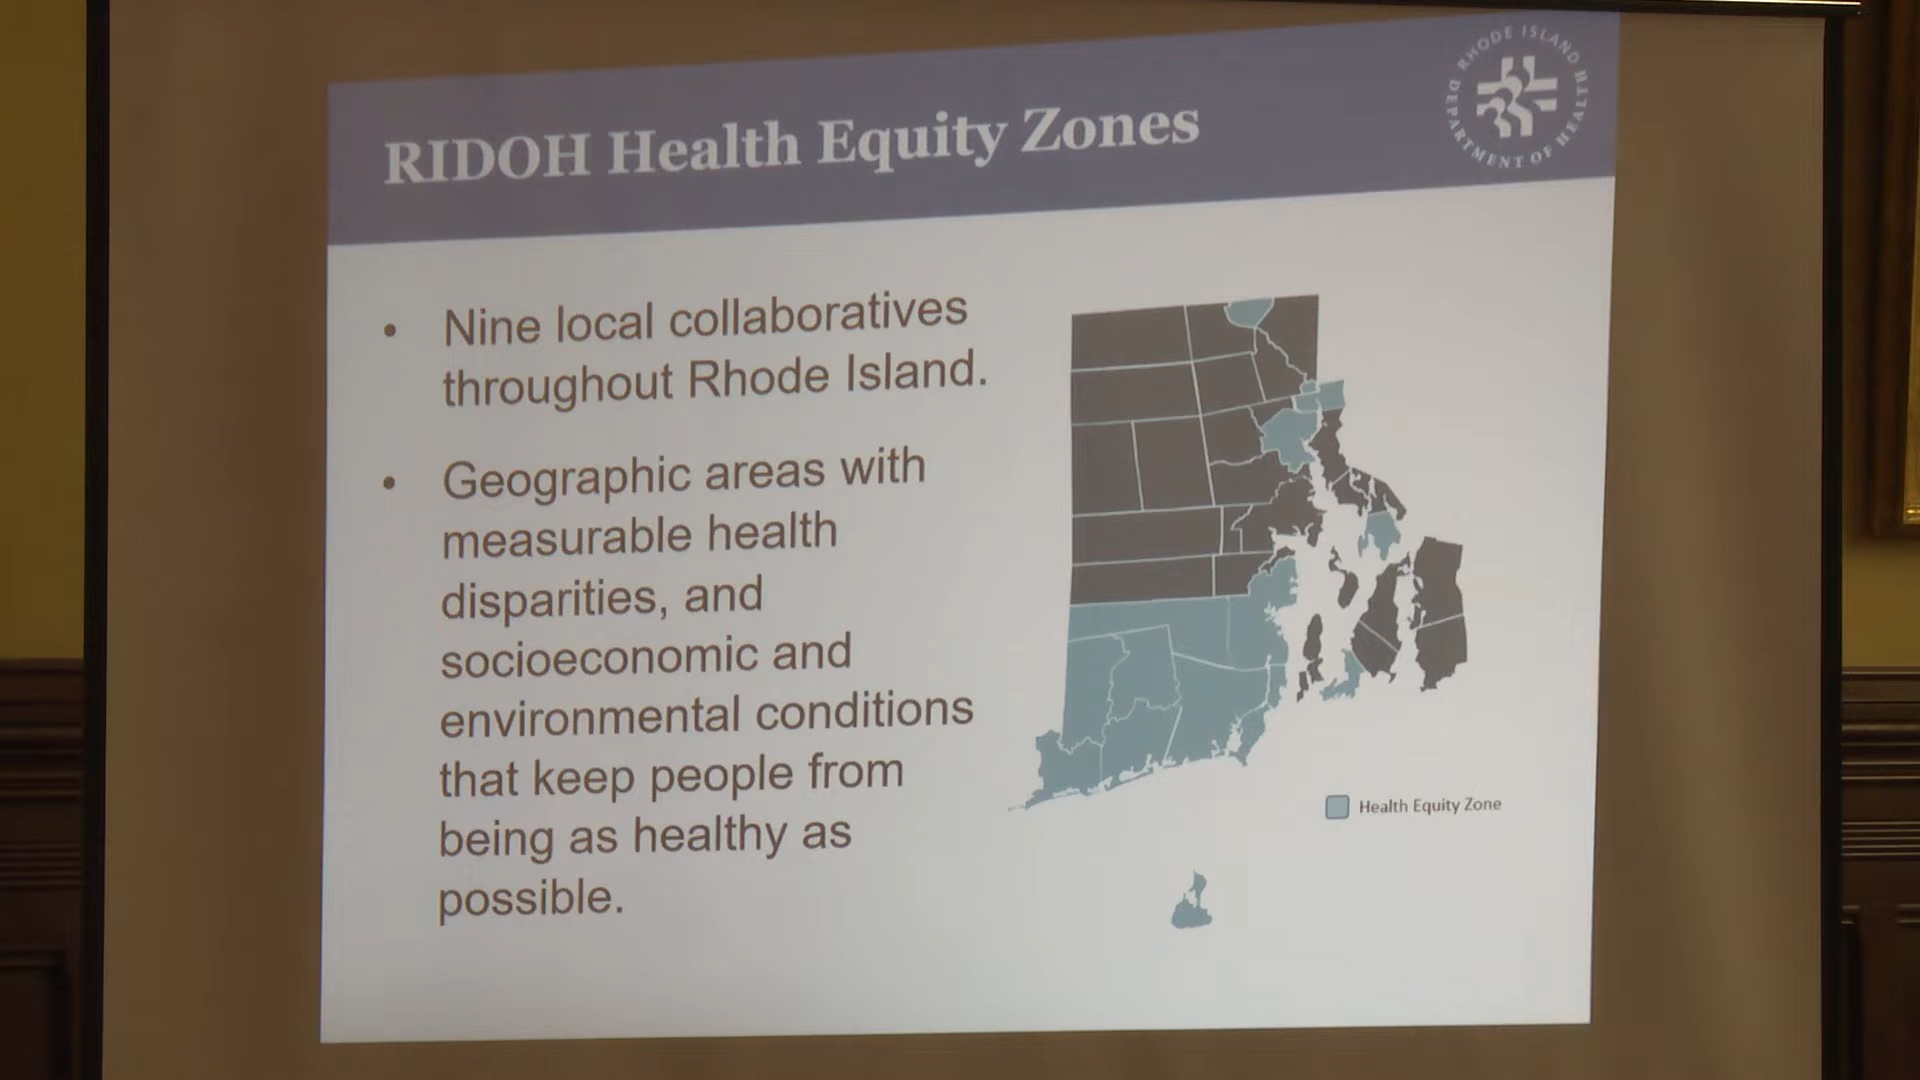 RIDOH Health Equity Zones
RHODE ISLAND
DEPARTMENT OF HEALTH
• Nine local collaboratives
throughout Rhode Island.
• Geographic areas with
measurable health
disparities, and
socioeconomic and
environmental conditions
that keep people from
being as healthy as
possible.
Health Equity Zone